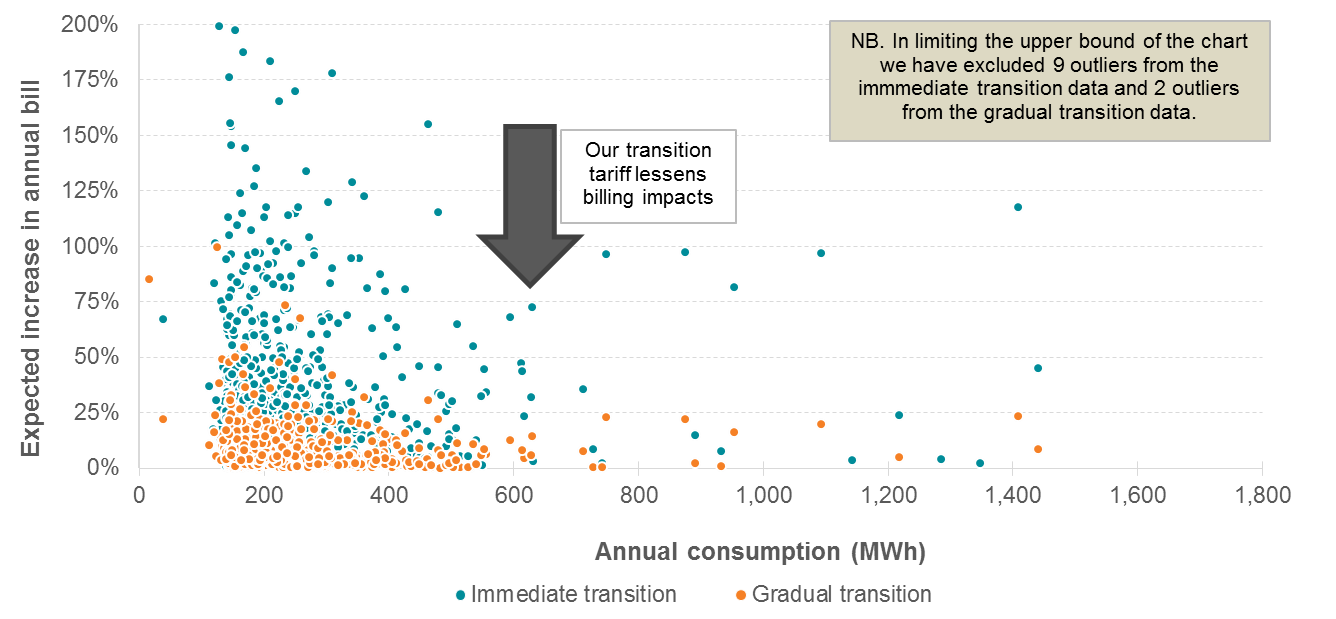 200%
175%
150%
125%
100%
75%
50%
25%
0%
Expected increase in annual bill
NB. In limiting the upper bound of the chart
we have excluded 9 outliers from the
immmediate transition data and 2 outliers
from the gradual transition data.
Our transition
tariff lessens
billing impacts
0 200 400 600 800 1,000 1,200 1,400 1,600 1,800
Annual consumption (MWh)
Immediate transition Gradual transition